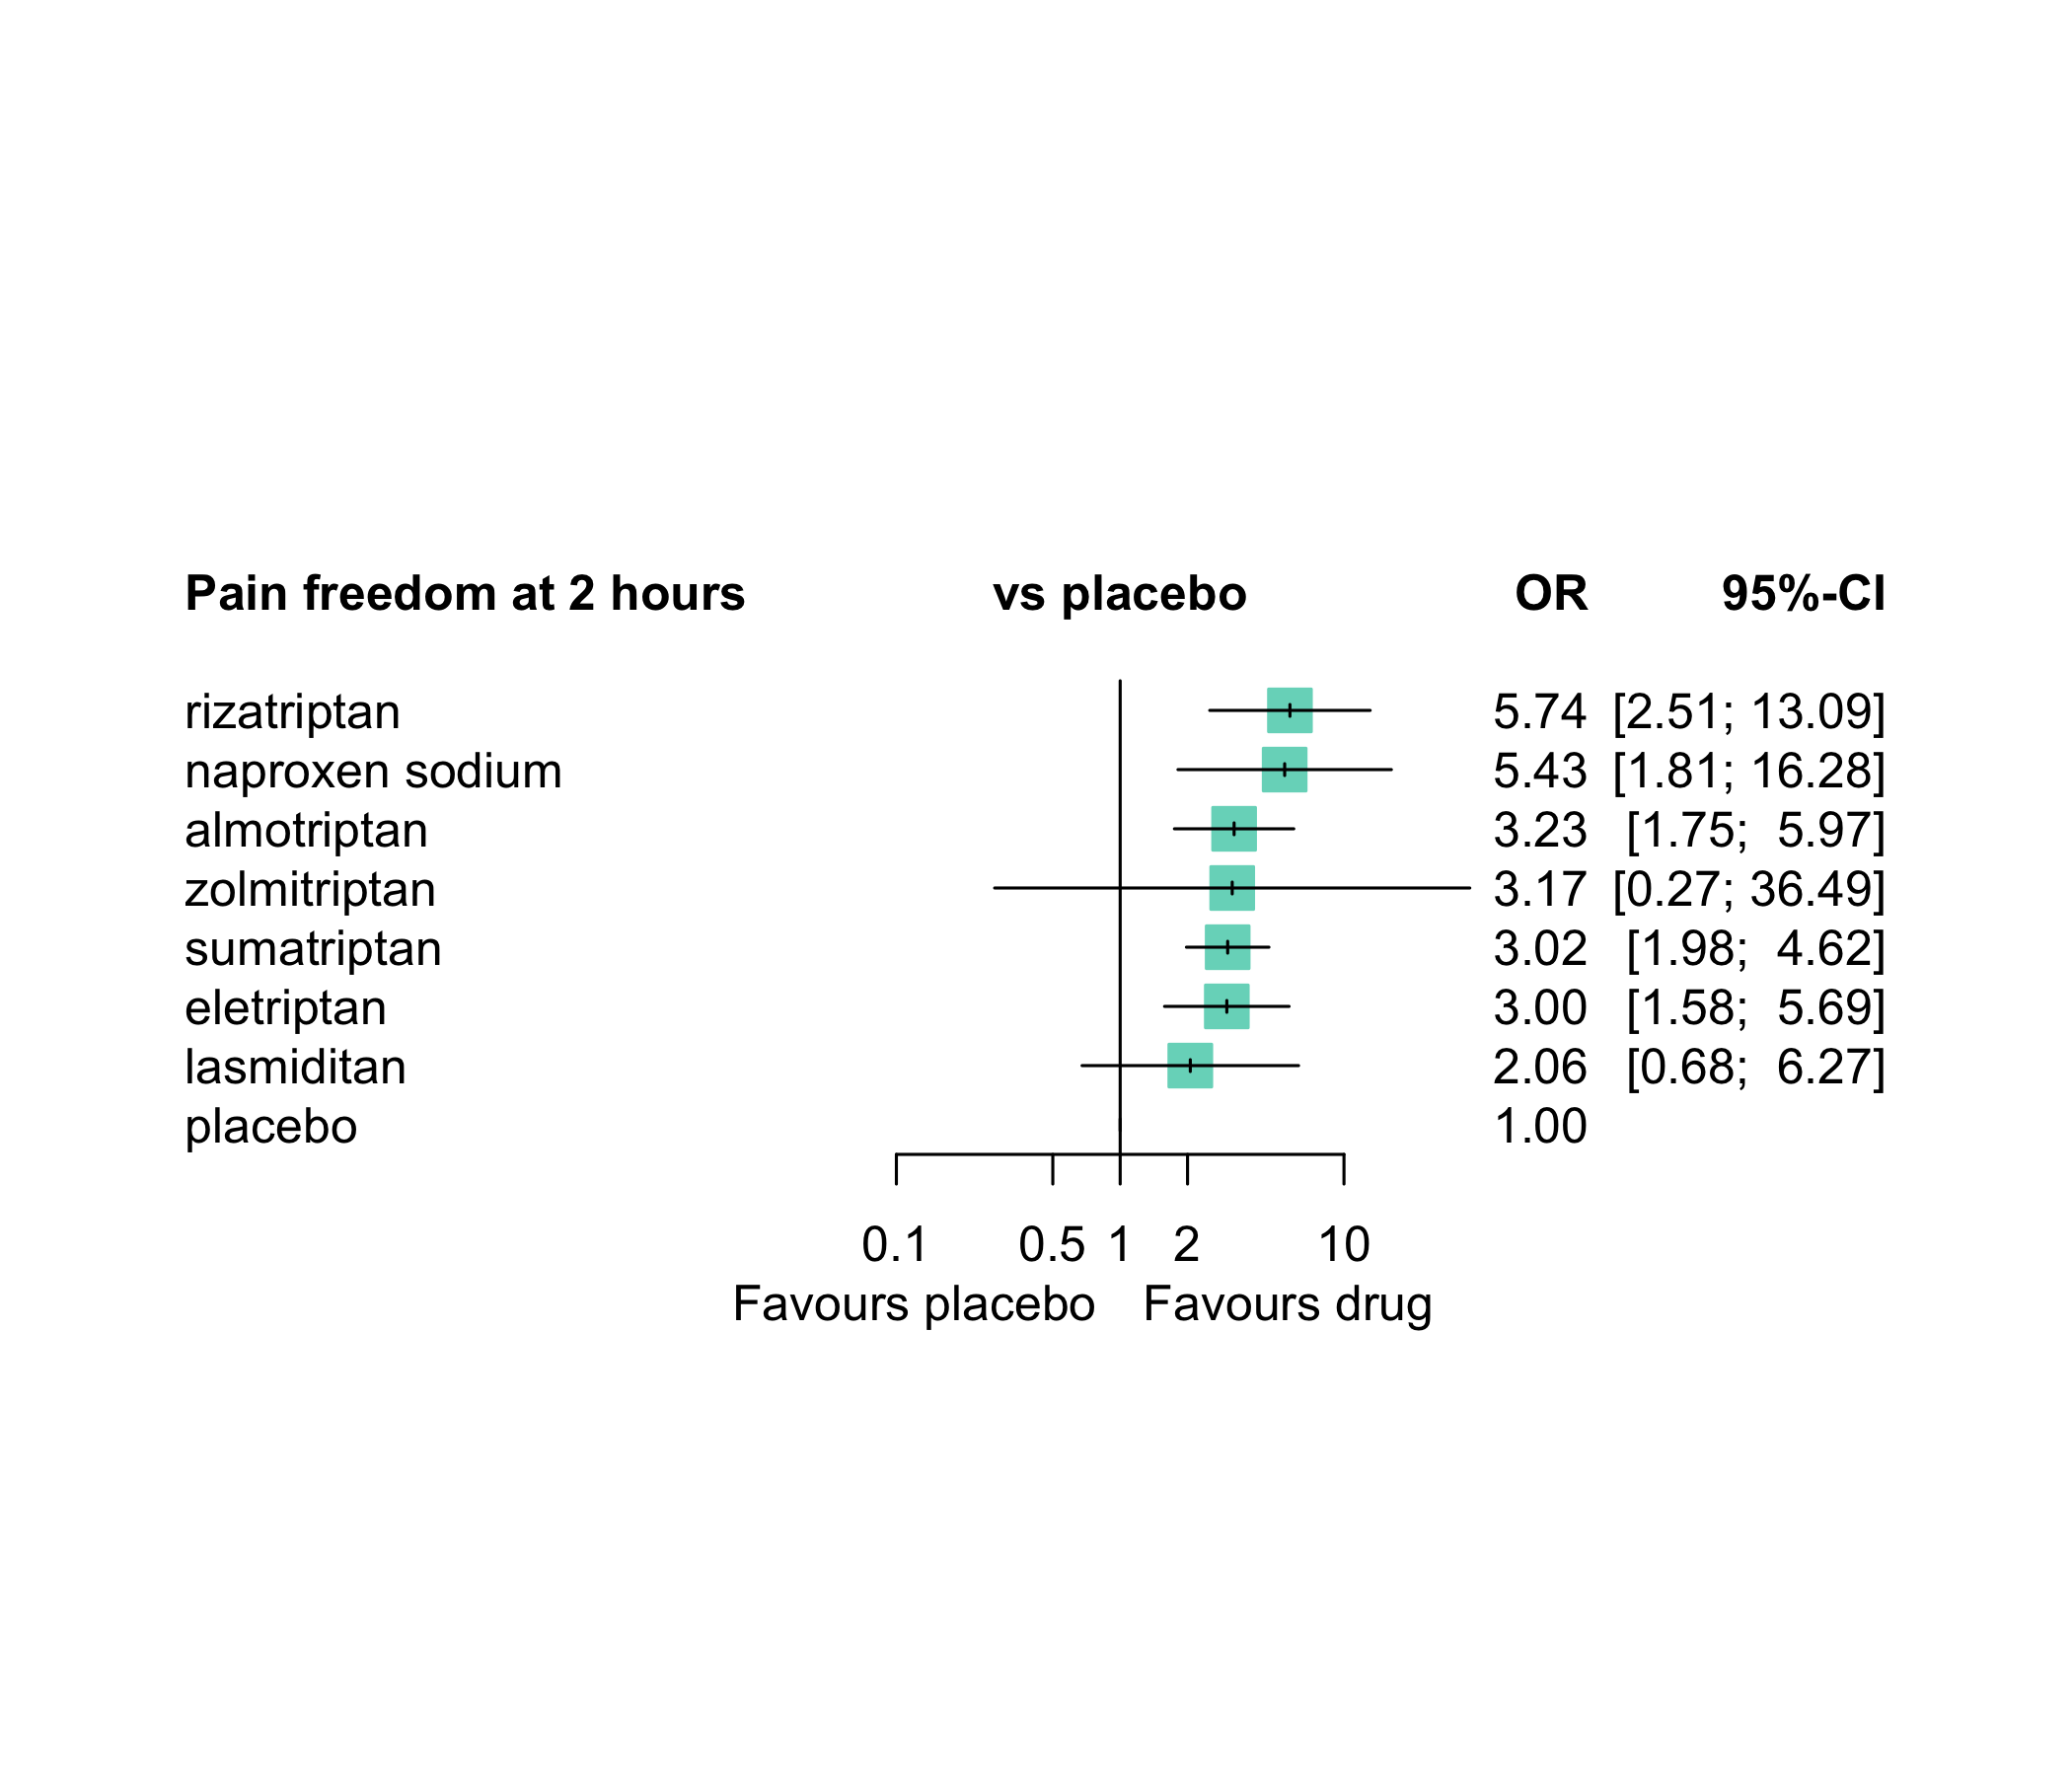 Pain freedom at 2 hours vs placebo OR 95%-CI
rizatriptan 5.74 [2.51; 13.09]
naproxen sodium 5.43 [1.81; 16.28]
almotriptan 3.23 [1.75; 5.97]
zolmitriptan 3.17 [0.27; 36.49]
sumatriptan 3.02 [1.98; 4.62]
eletriptan 3.00 [1.58; 5.69]
lasmiditan 2.06 [0.68; 6.27]
placebo 1.00
0.1 0.5 1 2 10
Favours placebo Favours drug